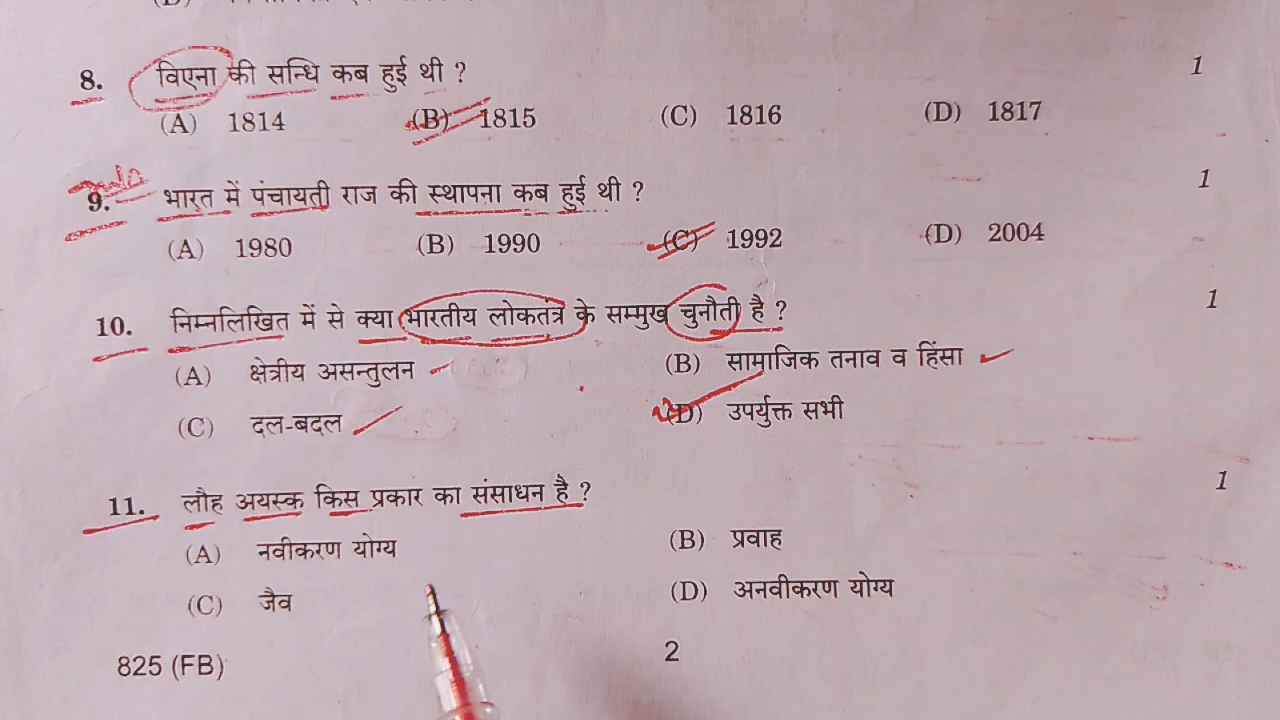 8. विएना की सन्धि कब हुई थी ? 1
(A) 1814 (B) 1815 (C) 1816 (D) 1817
9. भारत में पंचायती राज की स्थापना कब हुई थी ? 1
(A) 1980 (B) 1990 (C) 1992 (D) 2004
10. निम्नलिखित में से क्या भारतीय लोकतंत्र के सम्मुख चुनौती है ? 1
(A) क्षेत्रीय असन्तुलन (B) सामाजिक तनाव व हिंसा
(C) दल-बदल (D) उपर्युक्त सभी
11. लौह अयस्क किस प्रकार का संसाधन है ? 1
(A) नवीकरण योग्य (B) प्रवाह
(C) जैव (D) अनवीकरण योग्य
825 (FB) 2